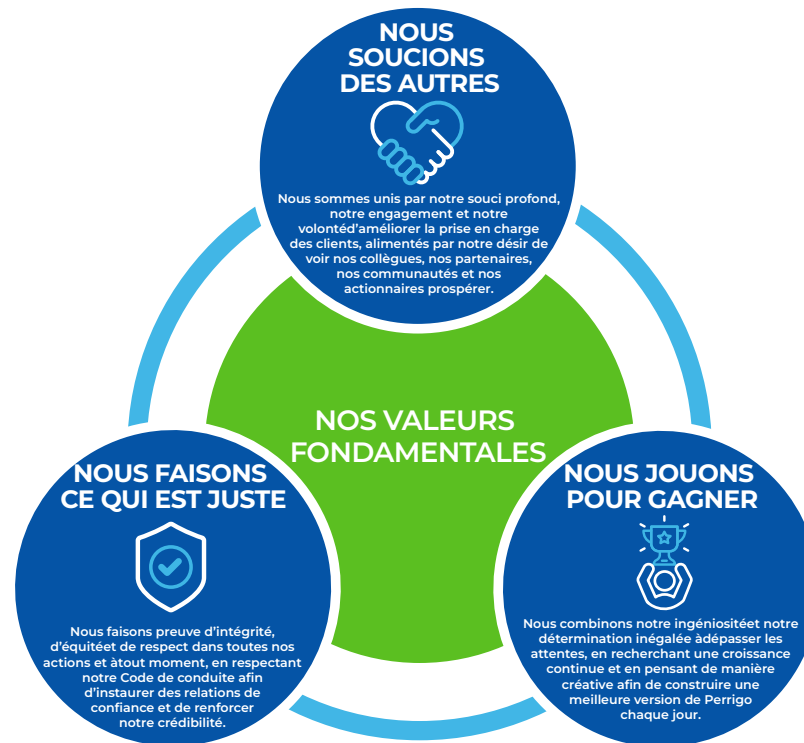 NOUS
SOUCIONS
DES AUTRES
Nous sommes unis par notre souci profond,
notre engagement et notre
volontéd’améliorer la prise en charge
des clients, alimentés par notre désir de
voir nos collègues, nos partenaires,
nos communautés et nos
actionnaires prospérer.
NOS VALEURS
FONDAMENTALES
NOUS FAISONS
CE QUI EST JUSTE
Nous faisons preuve d’intégrité,
d’équitéet de respect dans toutes nos
actions et àtout moment, en respectant
notre Code de conduite afin
d’instaurer des relations de
confiance et de renforcer
notre crédibilité.
NOUS JOUONS
POUR GAGNER
Nous combinons notre ingéniositéet notre
détermination inégalée àdépasser les
attentes, en recherchant une croissance
continue et en pensant de manière
créative afin de construire une
meilleure version de Perrigo
chaque jour.